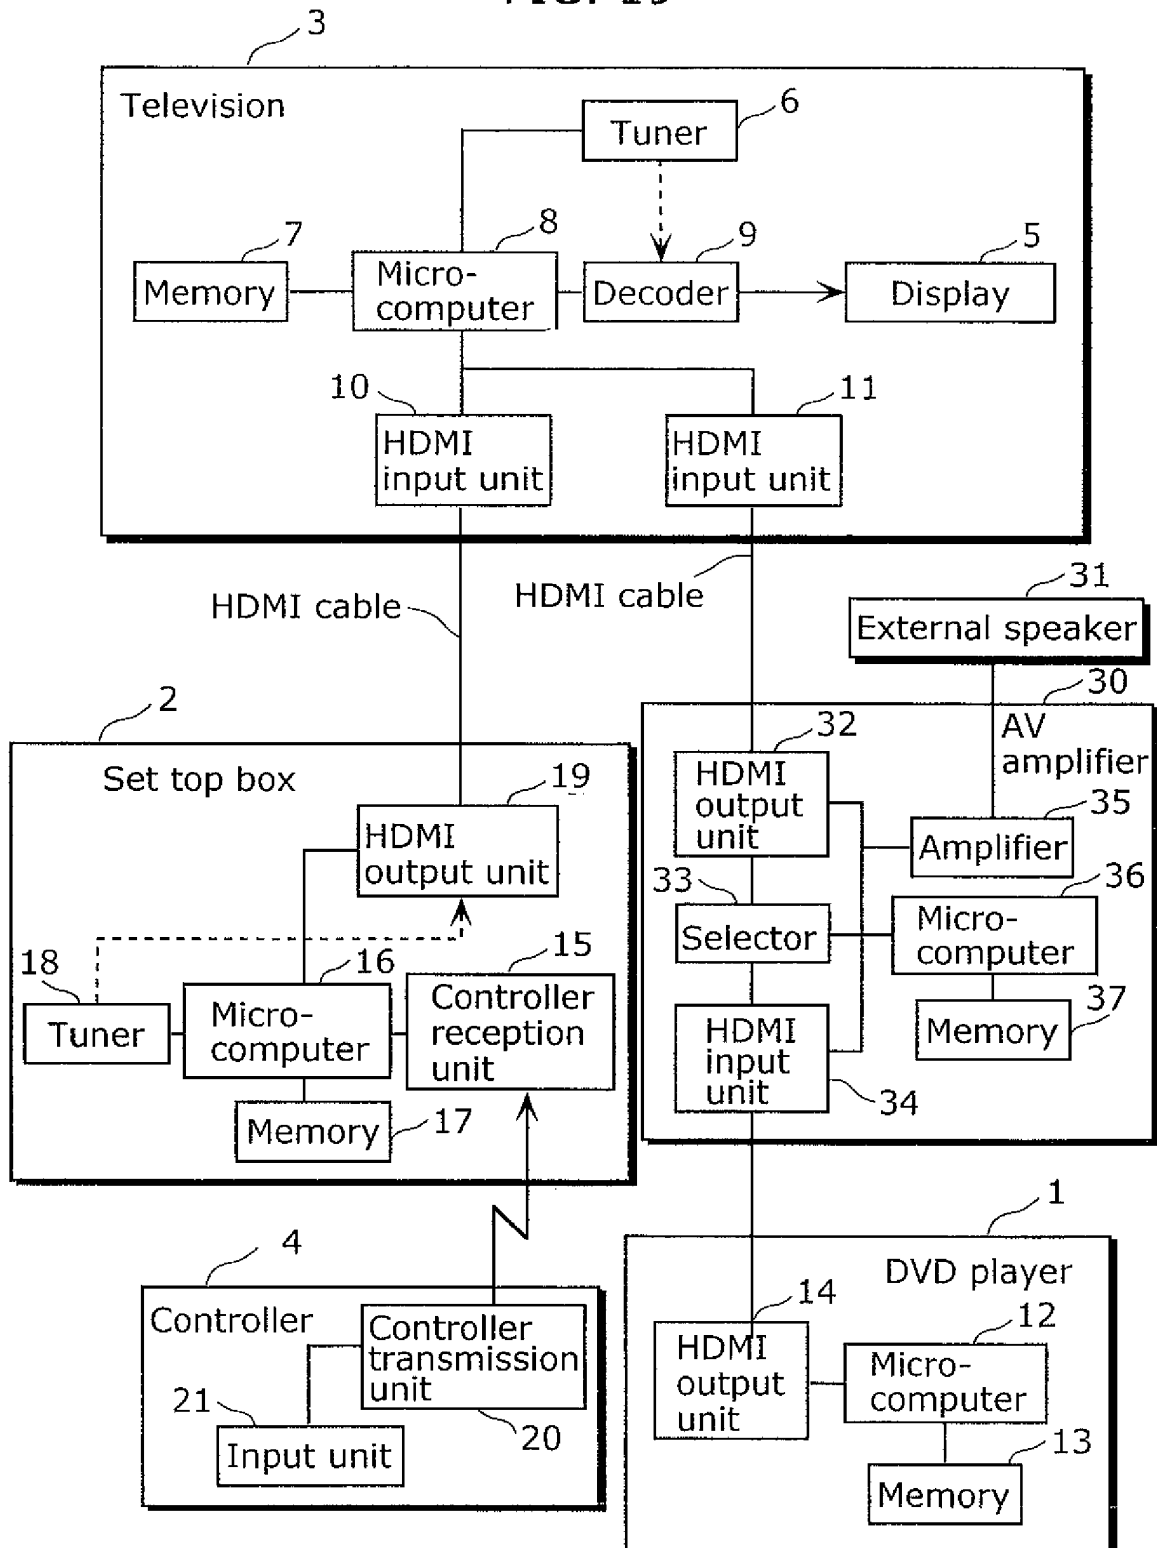 3
Television
6
Tuner
7
8
9
5
Memory
Micro-
computer
Decoder
Display
10
11
HDMI
input unit
HDMI
input unit
HDMI cable
HDMI cable
31
External speaker
2
30
Set top box
19
HDMI
output unit
32
HDMI
output
unit
AV
amplifier
35
Amplifier
33
36
Selector
Micro-
computer
18
16
15
Tuner
Micro-
computer
Controller
reception
unit
HDMI
input
unit
Memory
37
34
Memory
17
1
4
DVD player
Controller
Controller
transmission
unit
14
12
HDMI
output
unit
Micro-
computer
21
20
Input unit
13
Memory